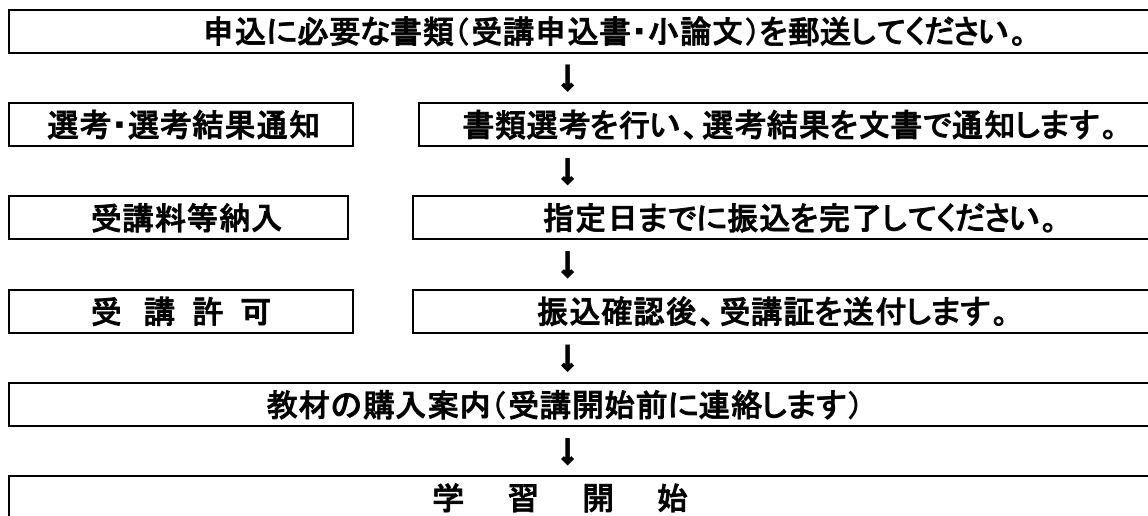 申込に必要な書類（受講申込書・小論文）を郵送してください。
↓
選考・選考結果通知 書類選考を行い、選考結果を文書で通知します。
↓
受講料等納入 指定日までに振込を完了してください。
↓
受 講 許 可 振込確認後、受講証を送付します。
↓
教材の購入案内（受講開始前に連絡します）
↓
学 習 開 始